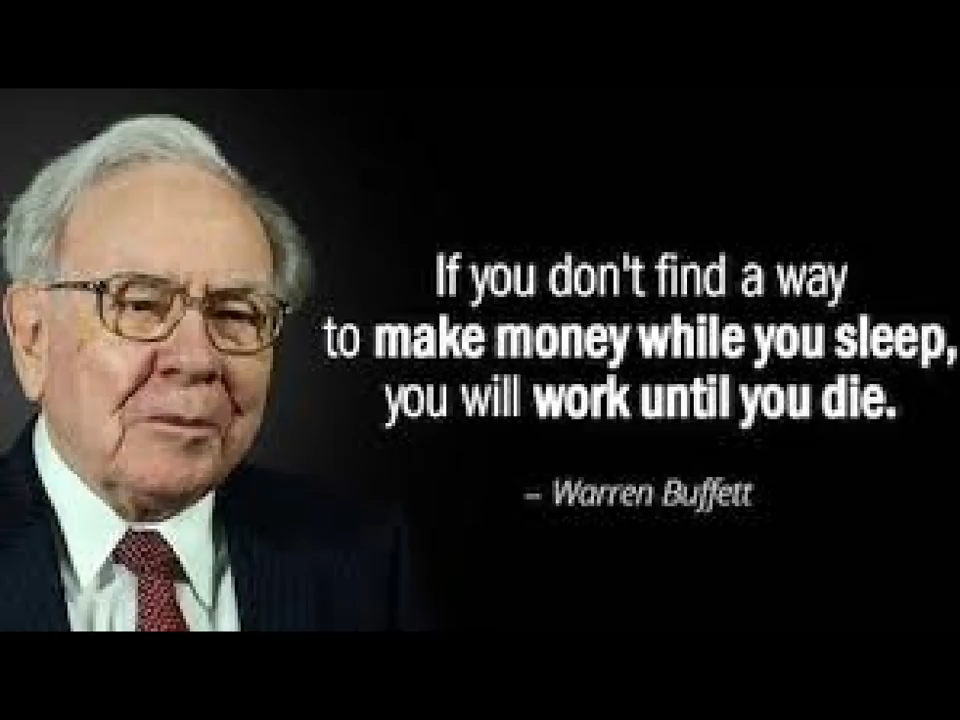 If you don't find a way
to make money while you sleep,
you will work until you die.
– Warren Buffett